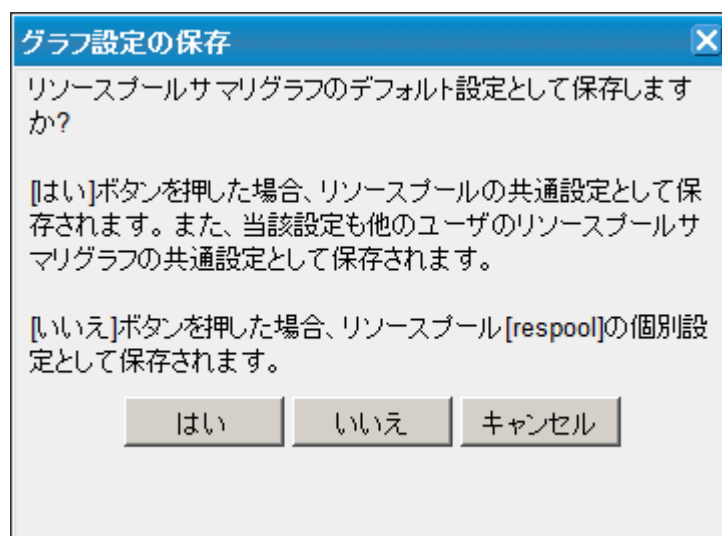 グラフ設定の保存
リソースプールサマリグラフのデフォルト設定として保存します
か?
[はい]ボタンを押した場合、リソースプールの共通設定として保
存されます。また、当該設定も他のユーザのリソースプールサ
マリグラフの共通設定として保存されます。
[いいえ]ボタンを押した場合、リソースプール[respool]の個別設
定として保存されます。
はい いいえ キャンセル